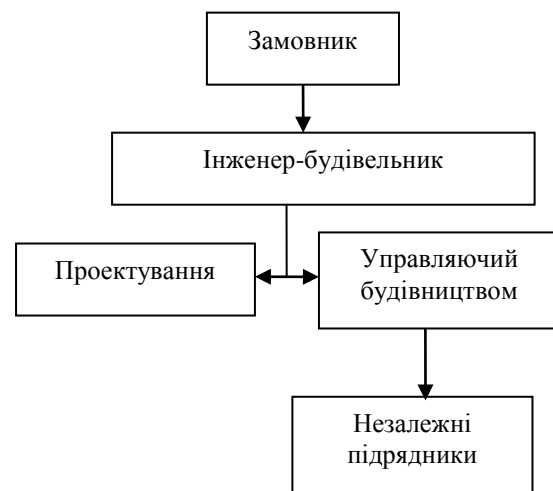 Замовник
Інженер-будівельник
Проектування
Управляючий
будівництвом
Незалежні
підрядники